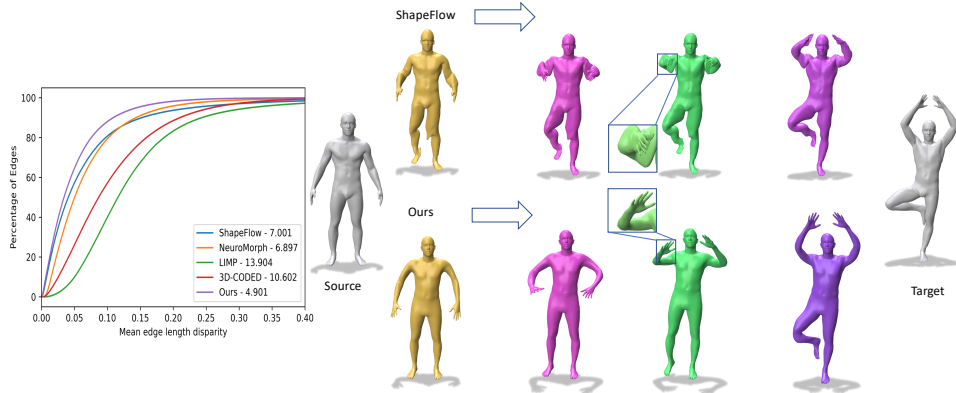 ShapeFlow
100
80
60
40
20
0
Percentage of Edges
ShapeFlow - 7.001
NeuroMorph - 6.897
LIMP - 13.904
3D-CODED - 10.602
Ours - 4.901
0.00 0.05 0.10 0.15 0.20 0.25 0.30 0.35 0.40
Mean edge length disparity
Source
Ours
Target